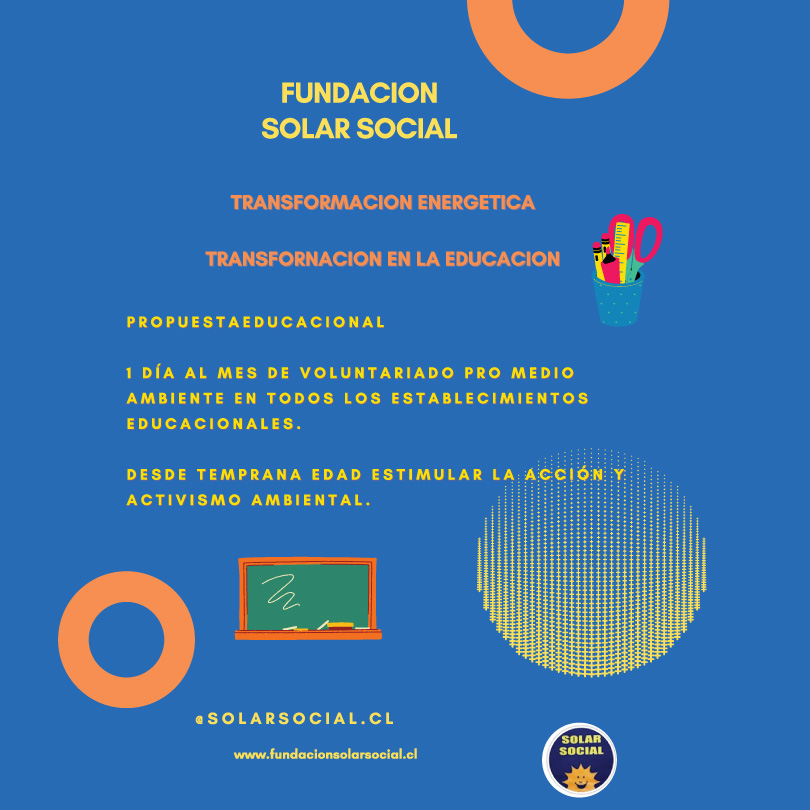 FUNDACION
SOLAR SOCIAL
TRANSFORMACION ENERGETICA
TRANSFORNACION EN LA EDUCACION
PROPUESTAEDUCACIONAL
1 DÍA AL MES DE VOLUNTARIADO PRO MEDIO
AMBIENTE EN TODOS LOS ESTABLECIMIENTOS
EDUCACIONALES.
DESDE TEMPRANA EDAD ESTIMULAR LA ACCIÓN Y
ACTIVISMO AMBIENTAL.
@SOLARSOCIAL.CL
www.fundacionsolarsocial.cl
SOLAR
SOCIAL